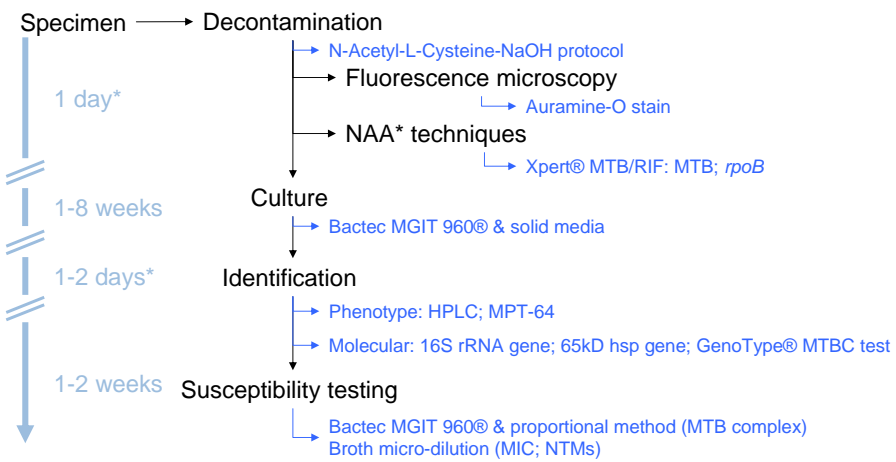 Specimen Decontamination
N-Acetyl-L-Cysteine-NaOH protocol
Fluorescence microscopy
1 day*
Auramine-O stain
NAA* techniques
Xpert® MTB/RIF: MTB; rpoB
Culture
1-8 weeks
Bactec MGIT 960® & solid media
1-2 days*
Identification
Phenotype: HPLC; MPT-64
Molecular: 16S rRNA gene; 65kD hsp gene; GenoType® MTBC test
1-2 weeks
Susceptibility testing
Bactec MGIT 960® & proportional method (MTB complex)
Broth micro-dilution (MIC; NTMs)